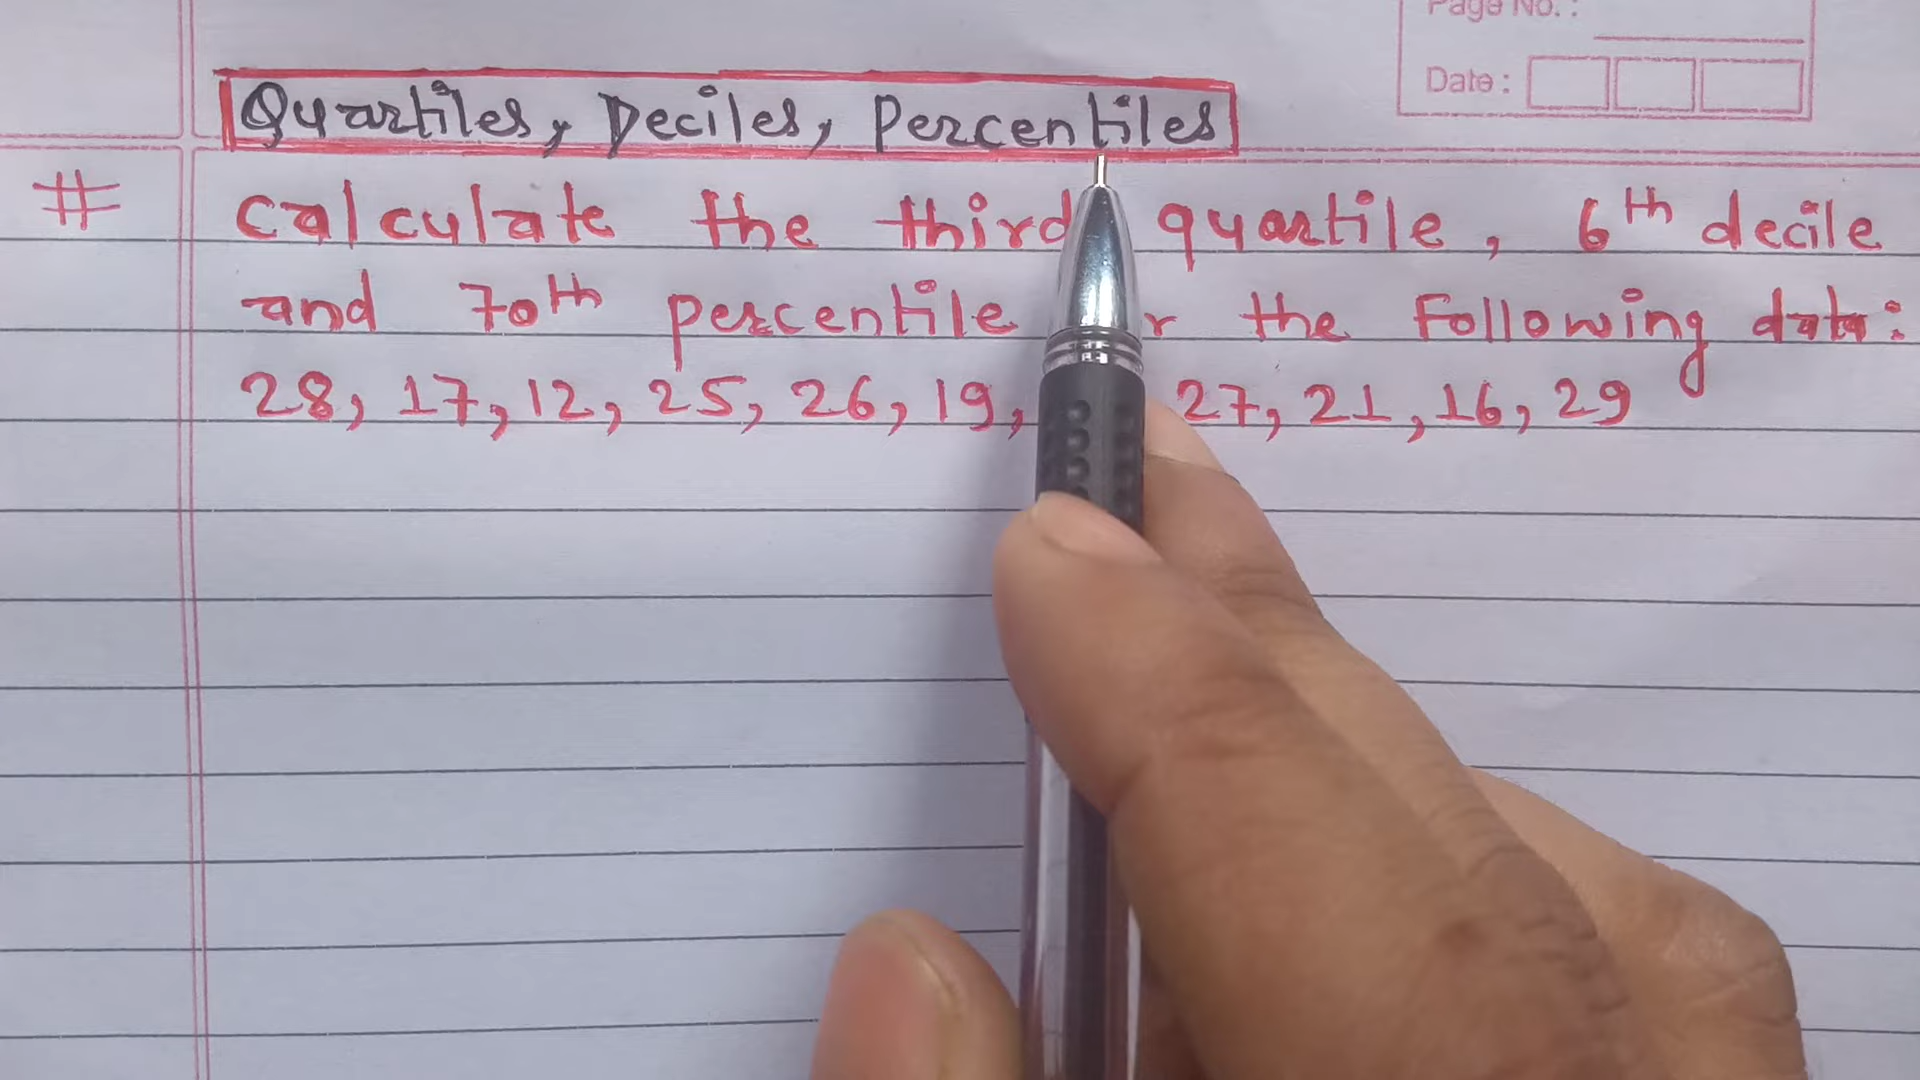 Page No. :
Date :
Quartiles, Deciles, Percentiles
# Calculate the third quartile, 6th decile
and 70th percentile r the Following data:
28, 17, 12, 25, 26, 19, 27, 21, 16, 29